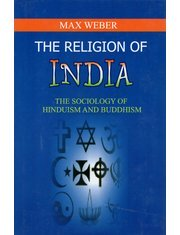 MAX WEBER
THE RELIGION OF
INDIA
THE SOCIOLOGY OF
HINDUISM AND BUDDHISM